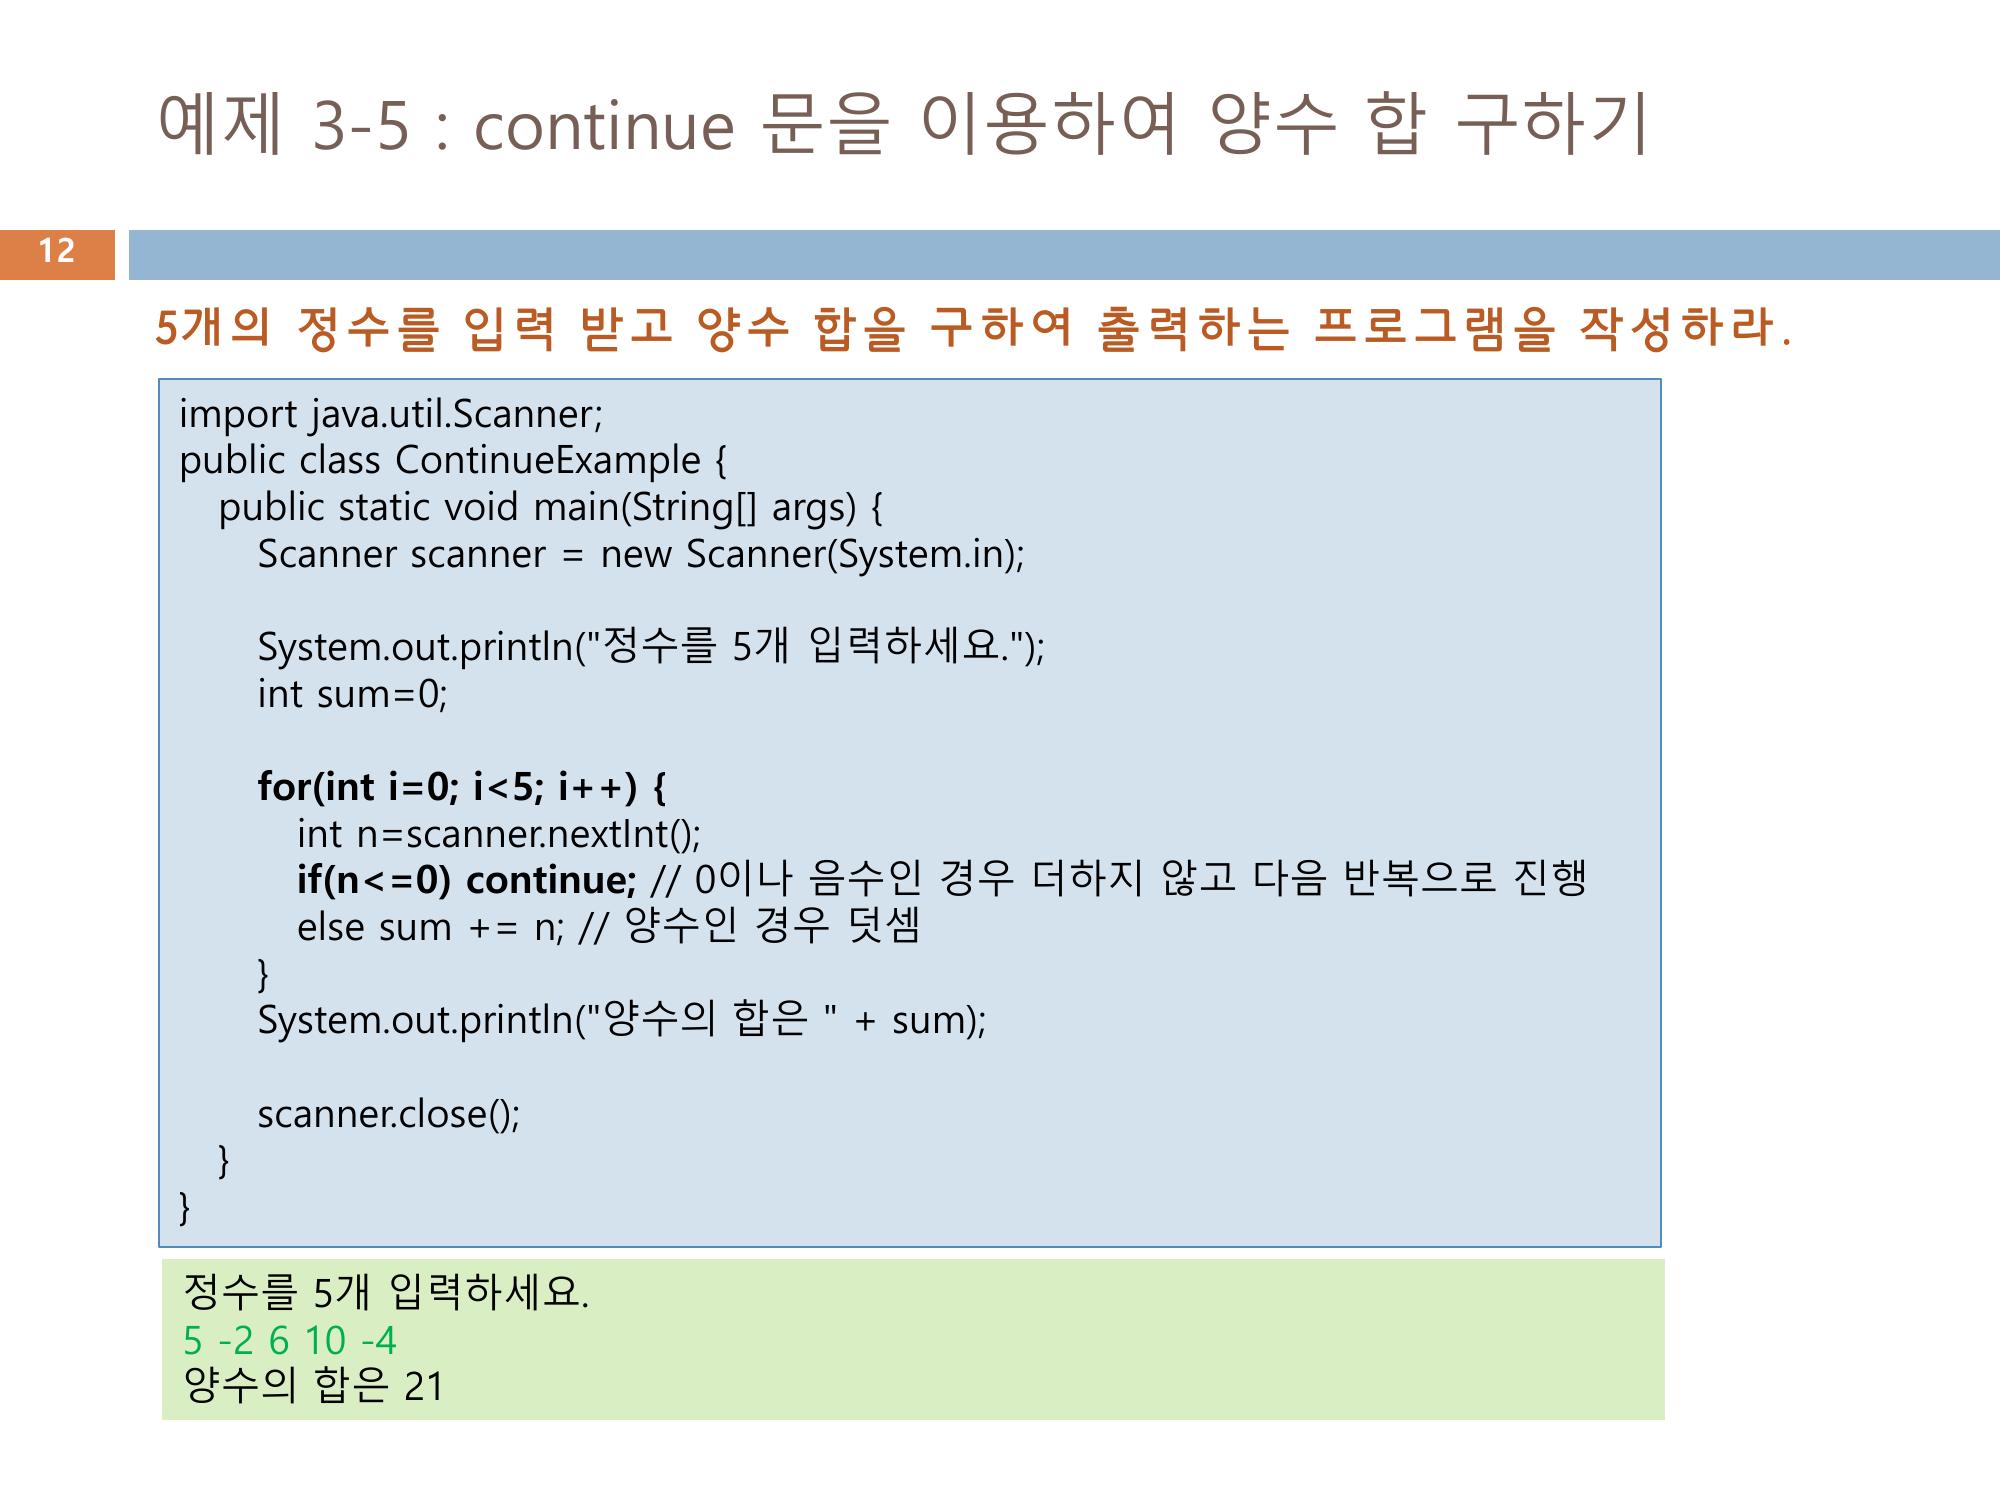 예제 3-5 : continue 문을 이용하여 양수 합 구하기
12
5개의 정수를 입력 받고 양수 합을 구하여 출력하는 프로그램을 작성하라.
import java.util.Scanner;
public class ContinueExample {
public static void main(String[] args) {
Scanner scanner = new Scanner(System.in);
System.out.println("정수를 5개 입력하세요.");
int sum=0;
for(int i=0; i<5; i++) {
int n=scanner.nextInt();
if(n<=0) continue; // 0이나 음수인 경우 더하지 않고 다음 반복으로 진행
else sum += n; // 양수인 경우 덧셈
}
System.out.println("양수의 합은 " + sum);
scanner.close();
}
}
정수를 5개 입력하세요.
5 -2 6 10 -4
양수의 합은 21